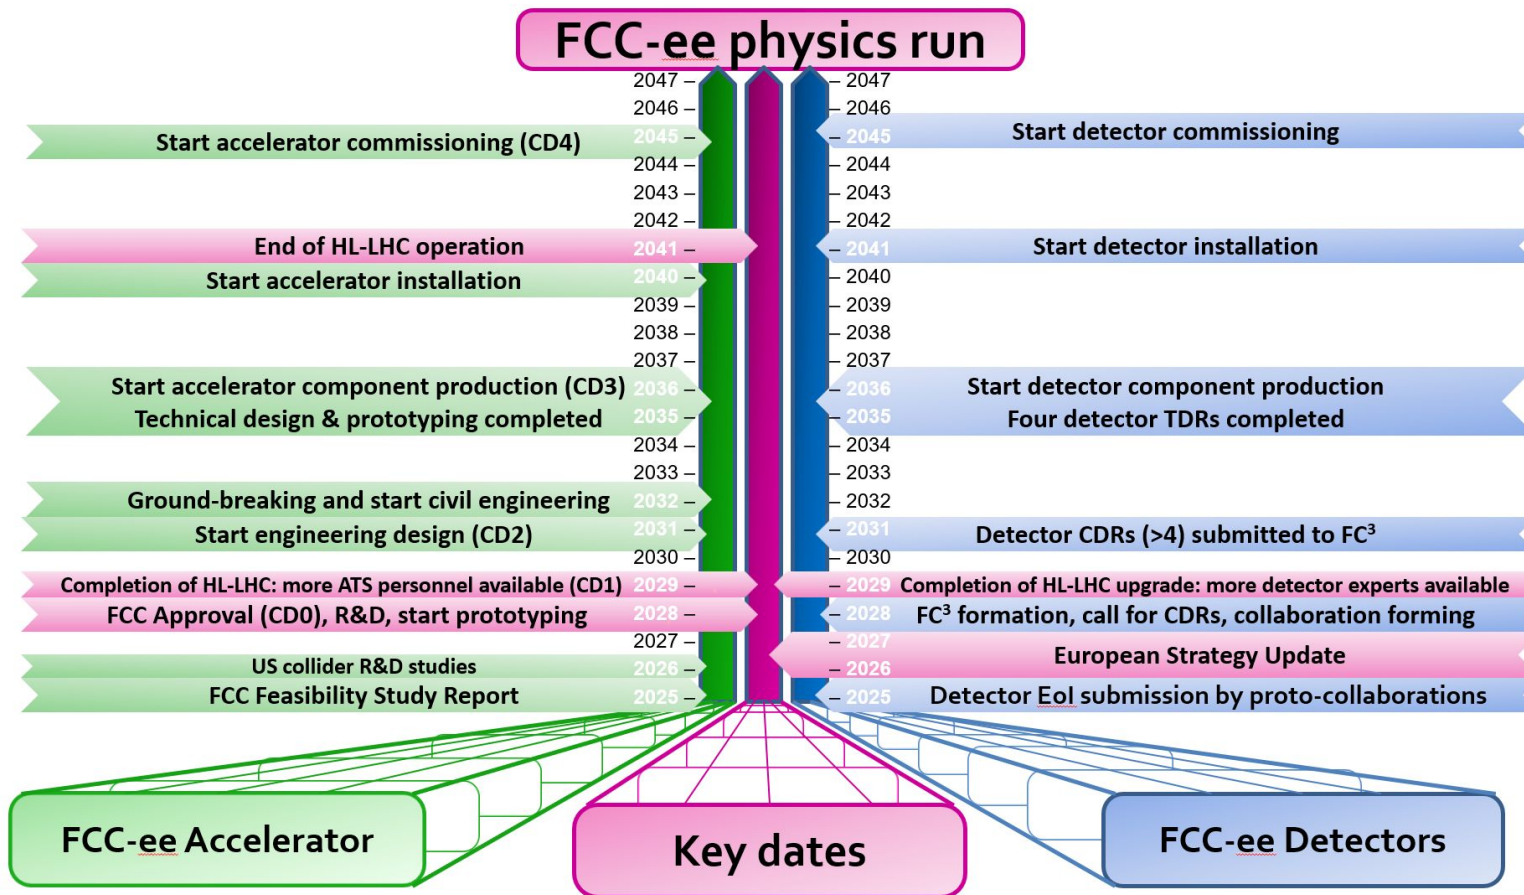 FCC-ee physics run
2047 – – 2047
2046 – – 2046
Start accelerator commissioning (CD4) 2045 – – 2045 Start detector commissioning
2044 – – 2044
2043 – – 2043
2042 – – 2042
End of HL-LHC operation 2041 – – 2041 Start detector installation
Start accelerator installation 2040 – – 2040
2039 – – 2039
2038 – – 2038
2037 – – 2037
Start accelerator component production (CD3) 2036 – – 2036 Start detector component production
Technical design & prototyping completed 2035 – – 2035 Four detector TDRs completed
2034 – – 2034
2033 – – 2033
Ground-breaking and start civil engineering 2032 – – 2032
Start engineering design (CD2) 2031 – – 2031 Detector CDRs (>4) submitted to FC³
2030 – – 2030
Completion of HL-LHC: more ATS personnel available (CD1) 2029 – – 2029 Completion of HL-LHC upgrade: more detector experts available
FCC Approval (CD0), R&D, start prototyping 2028 – – 2028 FC³ formation, call for CDRs, collaboration forming
2027 – – 2027
European Strategy Update
US collider R&D studies 2026 – – 2026
FCC Feasibility Study Report 2025 – – 2025 Detector EoI submission by proto-collaborations
FCC-ee Accelerator
Key dates
FCC-ee Detectors